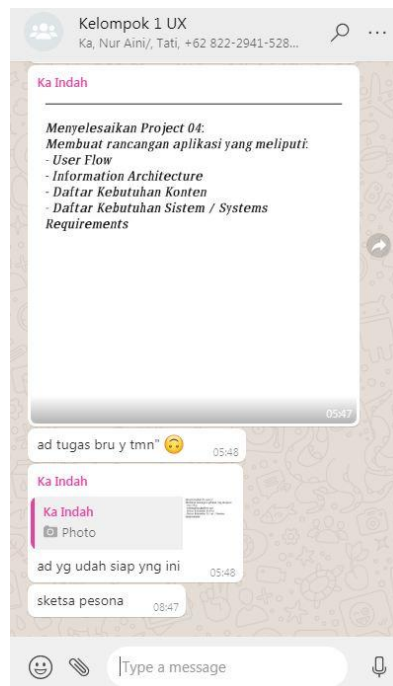 Kelompok 1 UX
Ka, Nur Aini/, Tati, +62 822-2941-528...
Ka Indah
Menyelesaikan Project 04:
Membuat rancangan aplikasi yang meliputi:
- User Flow
- Information Architecture
- Daftar Kebutuhan Konten
- Daftar Kebutuhan Sistem / Systems
Requirements
05:47
ad tugas bru y tmn" 🙃
05:48
Ka Indah
Ka Indah
Photo
ad yg udah siap yng ini
05:48
sketsa pesona
08:47
Type a message